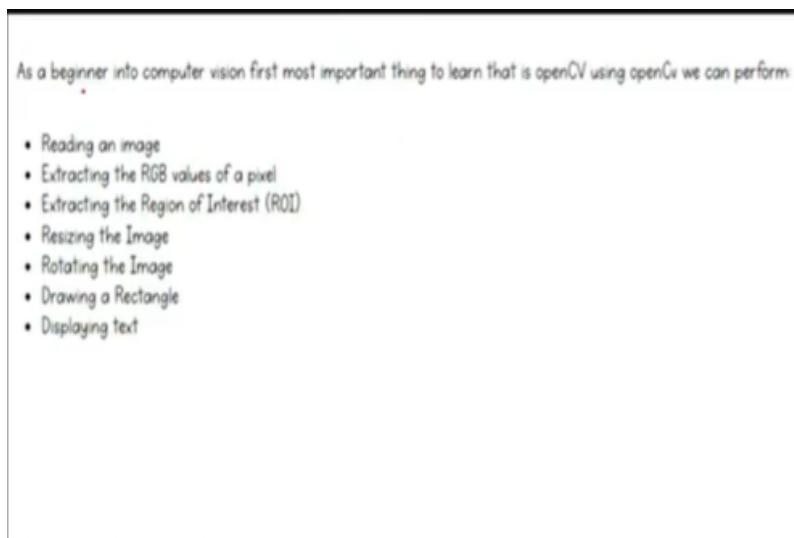 As a beginner into computer vision first most important thing to learn that is openCV using openCv we can perform:
• Reading an image
• Extracting the RGB values of a pixel
• Extracting the Region of Interest (ROI)
• Resizing the Image
• Rotating the Image
• Drawing a Rectangle
• Displaying text